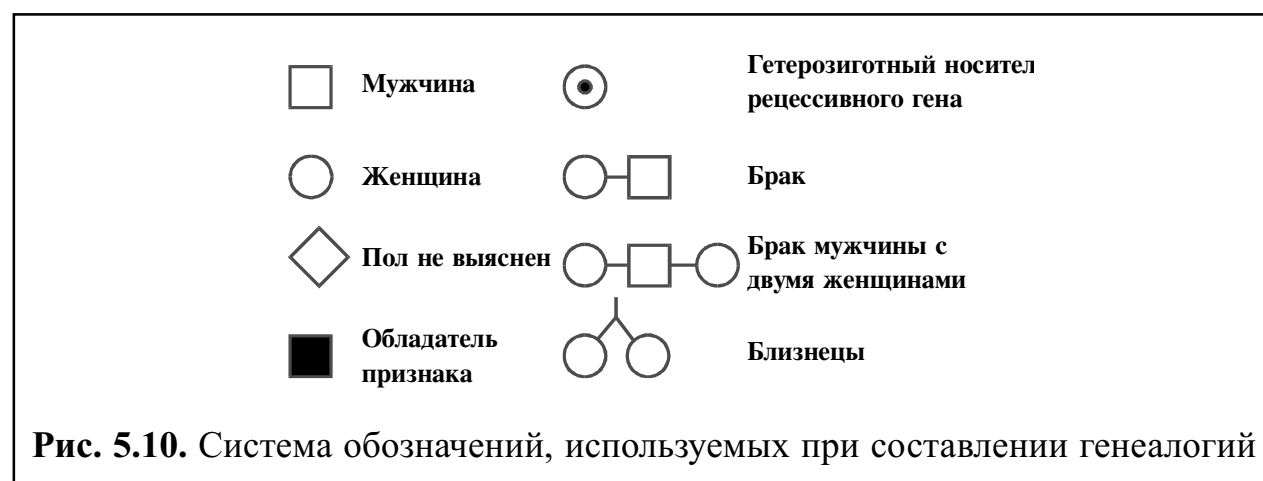 Мужчина
Гетерозиготный носител
рецессивного гена
Женщина
Брак
Пол не выяснен
Брак мужчины с
двумя женщинами
Обладатель
признака
Близнецы
Рис. 5.10. Система обозначений, используемых при составлении генеалогий